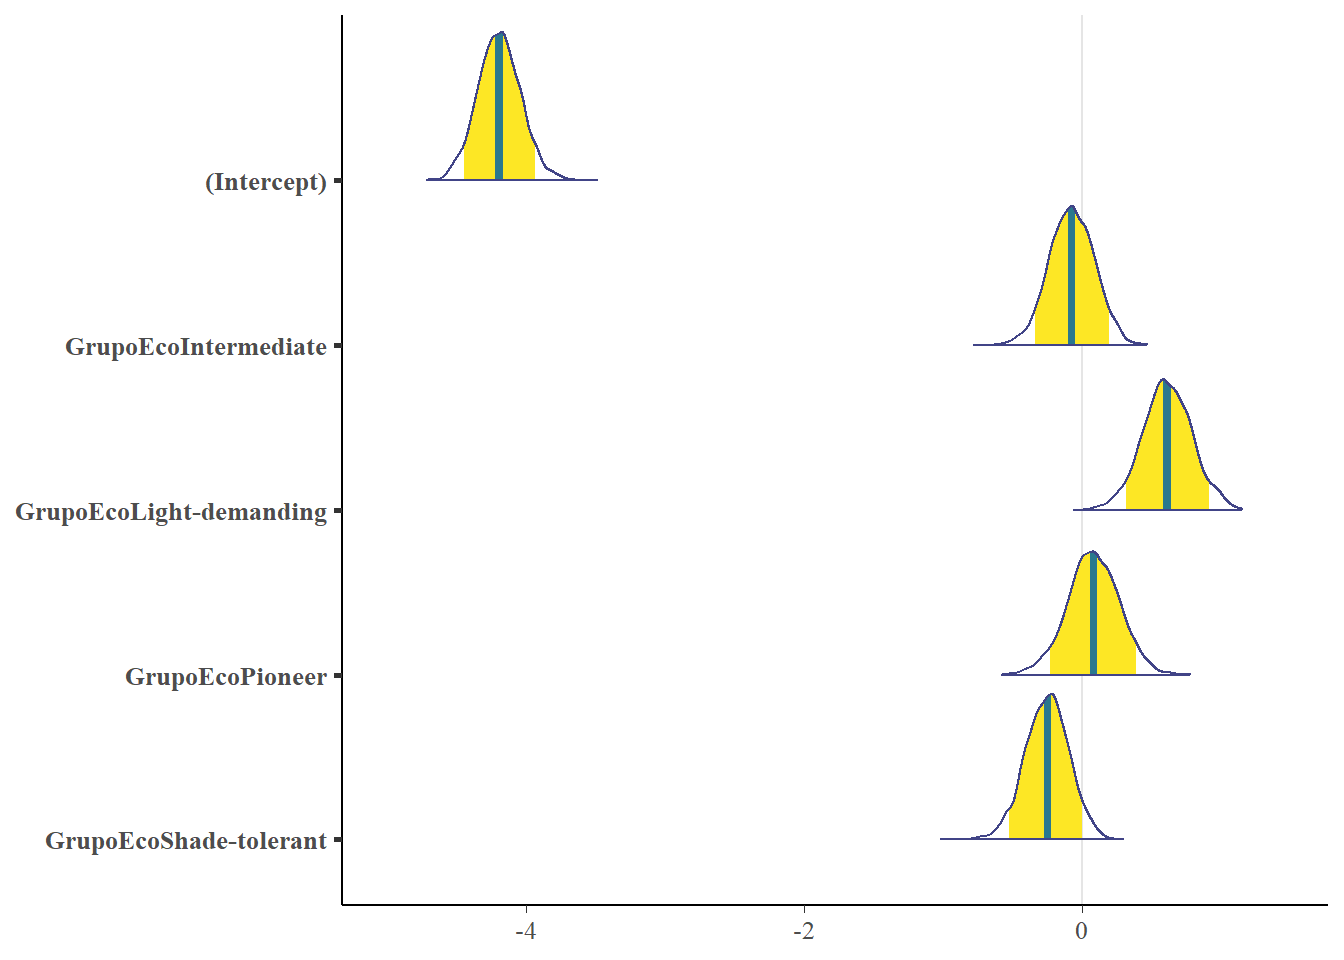 (Intercept)
GrupoEcoIntermediate
GrupoEcoLight-demanding
GrupoEcoPioneer
GrupoEcoShade-tolerant
-4 -2 0